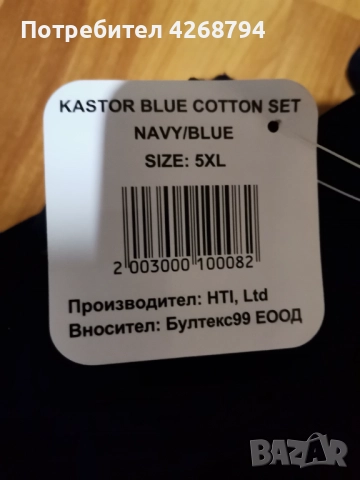 Потребител 4268794
KASTOR BLUE COTTON SET
NAVY/BLUE
SIZE: 5XL
2 003000 100082
Производител: HTI, Ltd
Вносител: Бултекс99 ЕООД
BAZAR